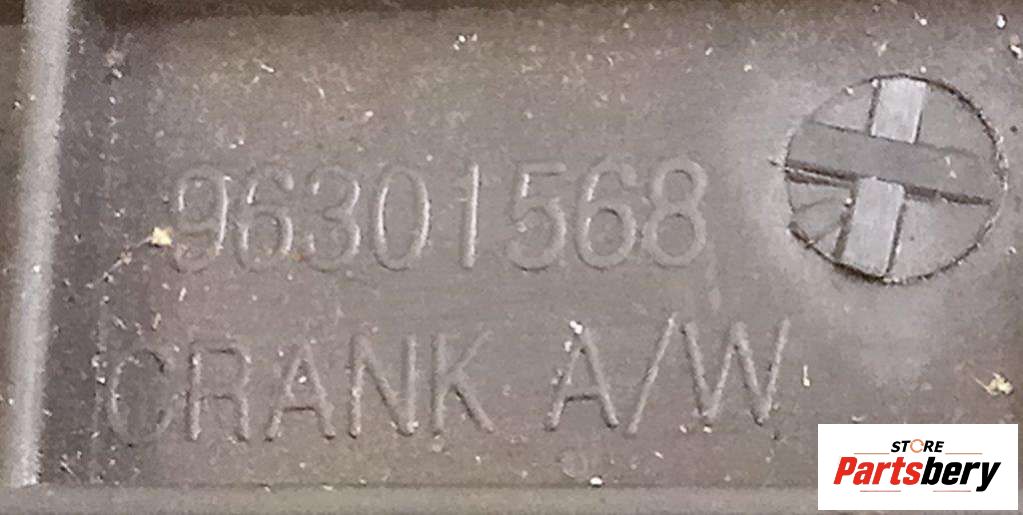 96301568
CRANK A/W
STORE
Partsbery